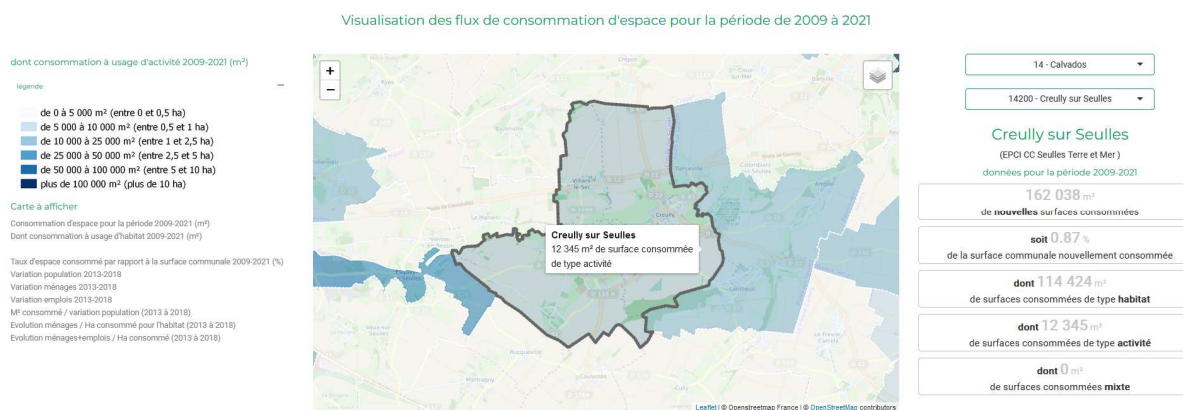 Visualisation des flux de consommation d'espace pour la période de 2009 à 2021
dont consommation à usage d'activité 2009-2021 (m²)
légende
de 0 à 5 000 m² (entre 0 et 0,5 ha)
de 5 000 à 10 000 m² (entre 0,5 et 1 ha)
de 10 000 à 25 000 m² (entre 1 et 2,5 ha)
de 25 000 à 50 000 m² (entre 2,5 et 5 ha)
de 50 000 à 100 000 m² (entre 5 et 10 ha)
plus de 100 000 m² (plus de 10 ha)
Carte à afficher
Consommation d'espace pour la période 2009-2021 (m²)
Dont consommation à usage d'habitat 2009-2021 (m²)
Taux d'espace consommé par rapport à la surface communale 2009-2021 (%)
Variation population 2013-2018
Variation ménages 2013-2018
Variation emplois 2013-2018
M² consommé / variation population (2013 à 2018)
Evolution ménages / Ha consommé pour l'habitat (2013 à 2018)
Evolution ménages+emplois / Ha consommé (2013 à 2018)
+
−
Creully
Creully sur Seulles
12 345 m² de surface consommée
de type activité
Leaflet | © Openstreetmap France | © OpenStreetMap contributors
14 - Calvados
14200 - Creully sur Seulles
Creully sur Seulles
(EPCI CC Seulles Terre et Mer )
données pour la période 2009-2021
162 038 m²
de nouvelles surfaces consommées
soit 0.87 %
de la surface communale nouvellement consommée
dont 114 424 m²
de surfaces consommées de type habitat
dont 12 345 m²
de surfaces consommées de type activité
dont 0 m²
de surfaces consommées mixte